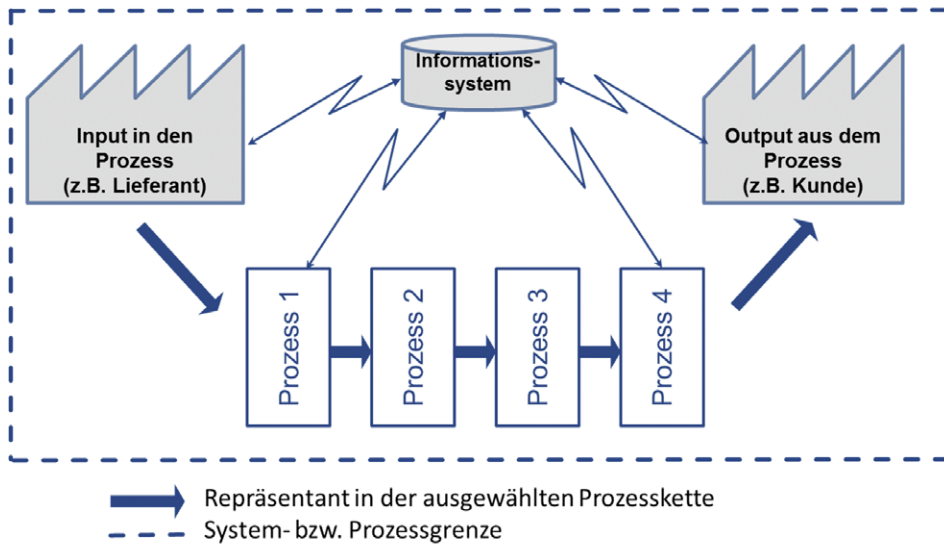 Informations-
system
Input in den
Prozess
(z.B. Lieferant)
Output aus dem
Prozess
(z.B. Kunde)
Prozess 1
Prozess 2
Prozess 3
Prozess 4
Repräsentant in der ausgewählten Prozesskette
System- bzw. Prozessgrenze